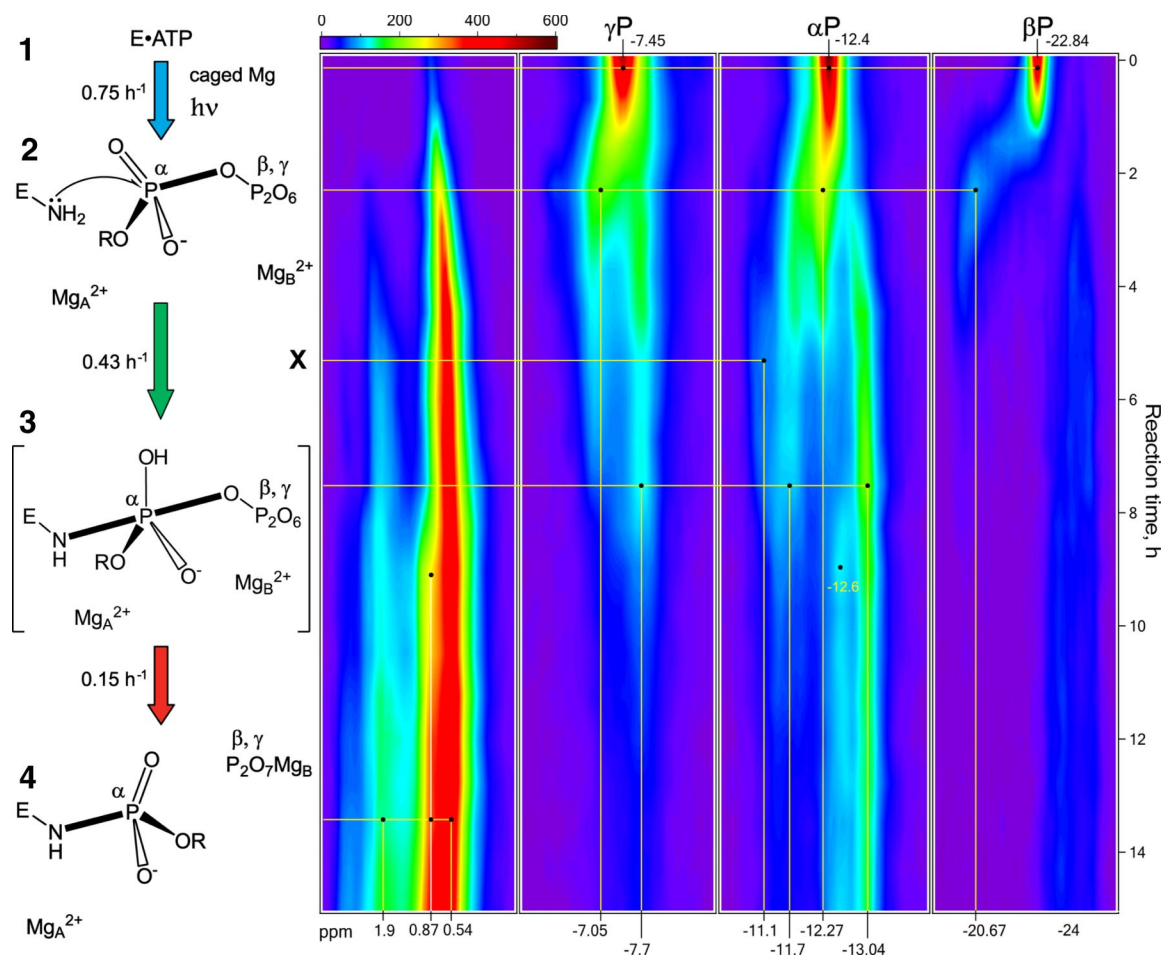 0 200 400 600
γP αP βP
-7.45 -12.4 -22.84
1
E•ATP
0.75 h-1
caged Mg
hν
2
O
α
P
O
β, γ
P2O6
E
NH2
RO
O-
MgB2+
MgA2+
0.43 h-1
X
3
OH
α
P
O
β, γ
P2O6
E
N
H
RO
O-
MgB2+
MgA2+
0.15 h-1
β, γ
P2O7MgB
4
O
α
P
E
N
H
OR
O-
MgA2+
-12.6
0
2
4
6
8
10
12
14
Reaction time, h
ppm 1.9 0.87 0.54 -7.05 -7.7 -11.1 -11.7 -12.27 -13.04 -20.67 -24